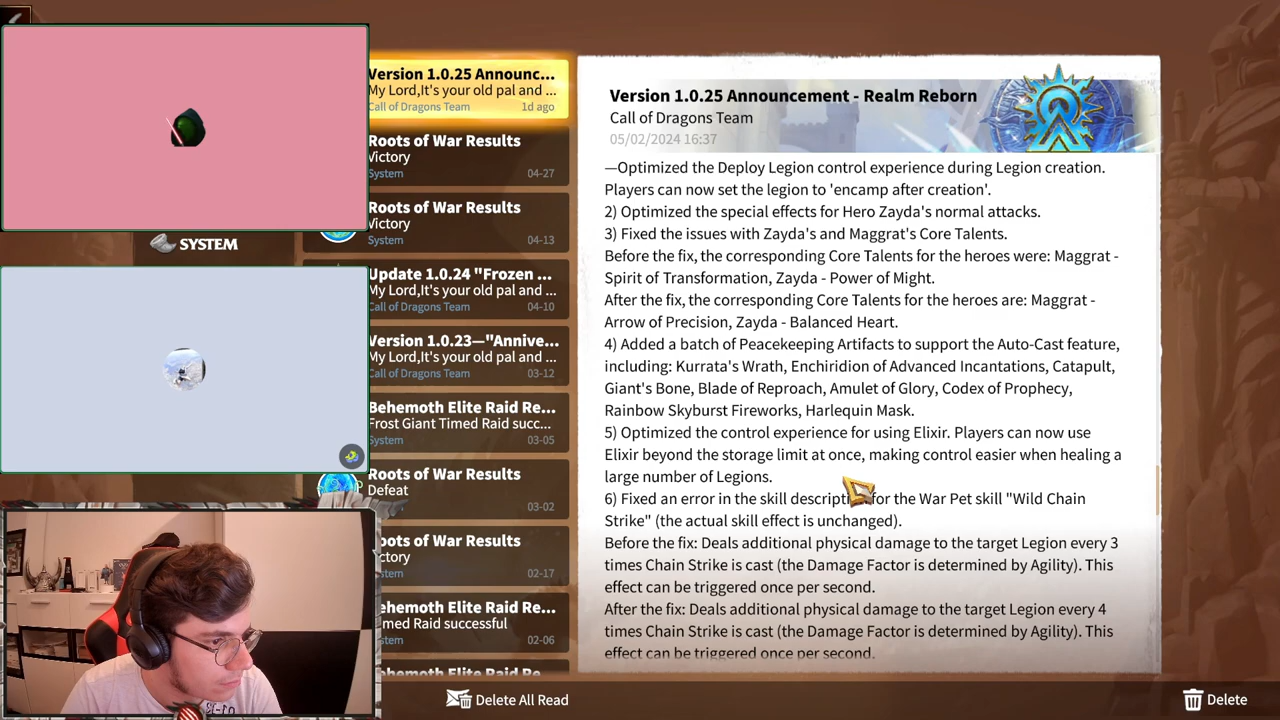 SYSTEM
Version 1.0.25 Announc...
My Lord,It's your old pal and ...
Call of Dragons Team
1d ago
Roots of War Results
Victory
System
04-27
Roots of War Results
Victory
System
04-13
Update 1.0.24 "Frozen ...
My Lord,It's your old pal and ...
Call of Dragons Team
04-10
Version 1.0.23—"Annive...
My Lord,It's your old pal and ...
Call of Dragons Team
03-12
Behemoth Elite Raid Re...
Frost Giant Timed Raid succ...
System
03-05
Roots of War Results
Defeat
03-02
oots of War Results
ctory
stem
02-17
ehemoth Elite Raid Re...
med Raid successful
stem
02-06
ehemoth Elite Raid Re
Delete All Read
Version 1.0.25 Announcement - Realm Reborn
Call of Dragons Team
05/02/2024 16:37
—Optimized the Deploy Legion control experience during Legion creation.
Players can now set the legion to 'encamp after creation'.
2) Optimized the special effects for Hero Zayda's normal attacks.
3) Fixed the issues with Zayda's and Maggrat's Core Talents.
Before the fix, the corresponding Core Talents for the heroes were: Maggrat -
Spirit of Transformation, Zayda - Power of Might.
After the fix, the corresponding Core Talents for the heroes are: Maggrat -
Arrow of Precision, Zayda - Balanced Heart.
4) Added a batch of Peacekeeping Artifacts to support the Auto-Cast feature,
including: Kurrata's Wrath, Enchiridion of Advanced Incantations, Catapult,
Giant's Bone, Blade of Reproach, Amulet of Glory, Codex of Prophecy,
Rainbow Skyburst Fireworks, Harlequin Mask.
5) Optimized the control experience for using Elixir. Players can now use
Elixir beyond the storage limit at once, making control easier when healing a
large number of Legions.
6) Fixed an error in the skill descripti for the War Pet skill "Wild Chain
Strike" (the actual skill effect is unchanged).
Before the fix: Deals additional physical damage to the target Legion every 3
times Chain Strike is cast (the Damage Factor is determined by Agility). This
effect can be triggered once per second.
After the fix: Deals additional physical damage to the target Legion every 4
times Chain Strike is cast (the Damage Factor is determined by Agility). This
effect can be triggered once per second.
Delete